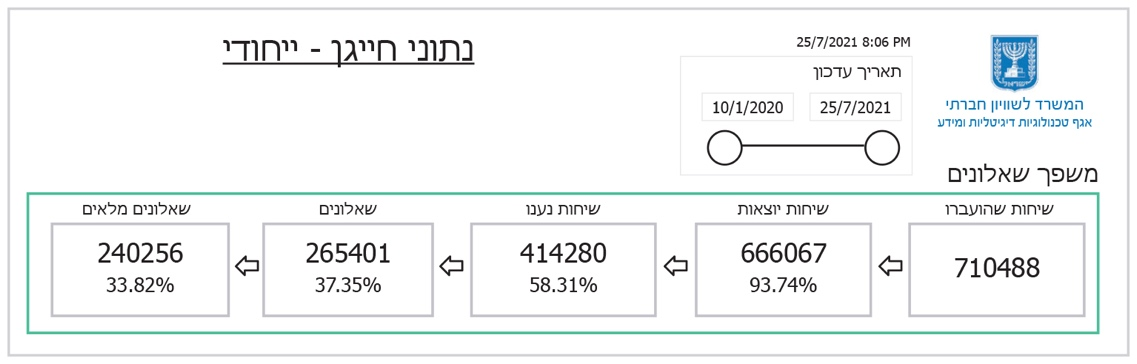 נתוני חייגן - ייחודי
25/7/2021 8:06 PM
תאריך עדכון
10/1/2020
25/7/2021
המשרד לשוויון חברתי
אגף טכנולוגיות דיגיטליות ומידע
משפך שאלונים
שיחות שהועברו
710488
שיחות יוצאות
666067
93.74%
שיחות נענו
414280
58.31%
שאלונים
265401
37.35%
שאלונים מלאים
240256
33.82%